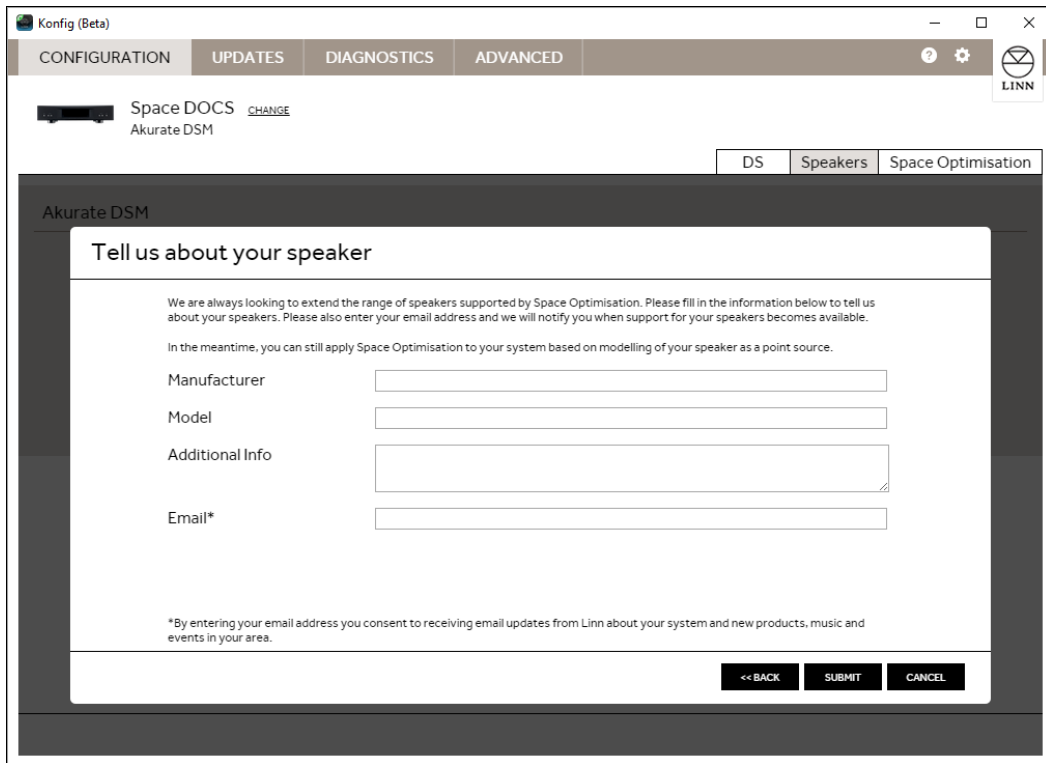 Konfig (Beta)
CONFIGURATION UPDATES DIAGNOSTICS ADVANCED
LINN
Space DOCS CHANGE
Akurate DSM
DS Speakers Space Optimisation
Akurate DSM
Tell us about your speaker
We are always looking to extend the range of speakers supported by Space Optimisation. Please fill in the information below to tell us
about your speakers. Please also enter your email address and we will notify you when support for your speakers becomes available.
In the meantime, you can still apply Space Optimisation to your system based on modelling of your speaker as a point source.
Manufacturer
Model
Additional Info
Email*
*By entering your email address you consent to receiving email updates from Linn about your system and new products, music and
events in your area.
<< BACK SUBMIT CANCEL